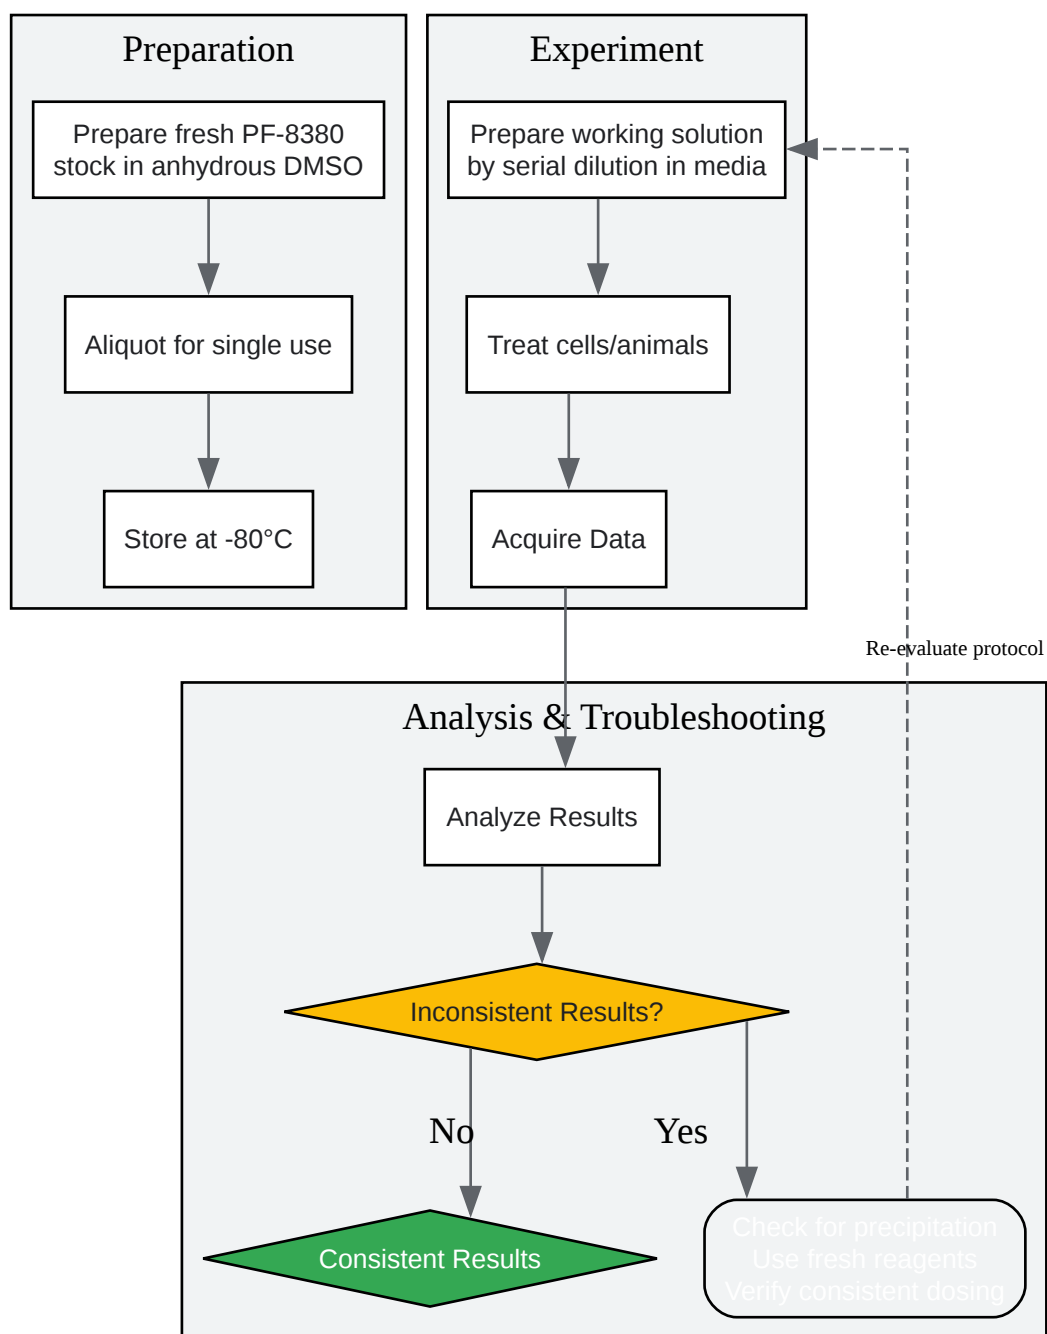 Preparation
Prepare fresh PF-8380
stock in anhydrous DMSO
Aliquot for single use
Store at -80°C
Experiment
Prepare working solution
by serial dilution in media
Treat cells/animals
Acquire Data
Re-evaluate protocol
Analysis & Troubleshooting
Analyze Results
Inconsistent Results?
No
Yes
Consistent Results
Check for precipitation
Use fresh reagents
Verify consistent dosing